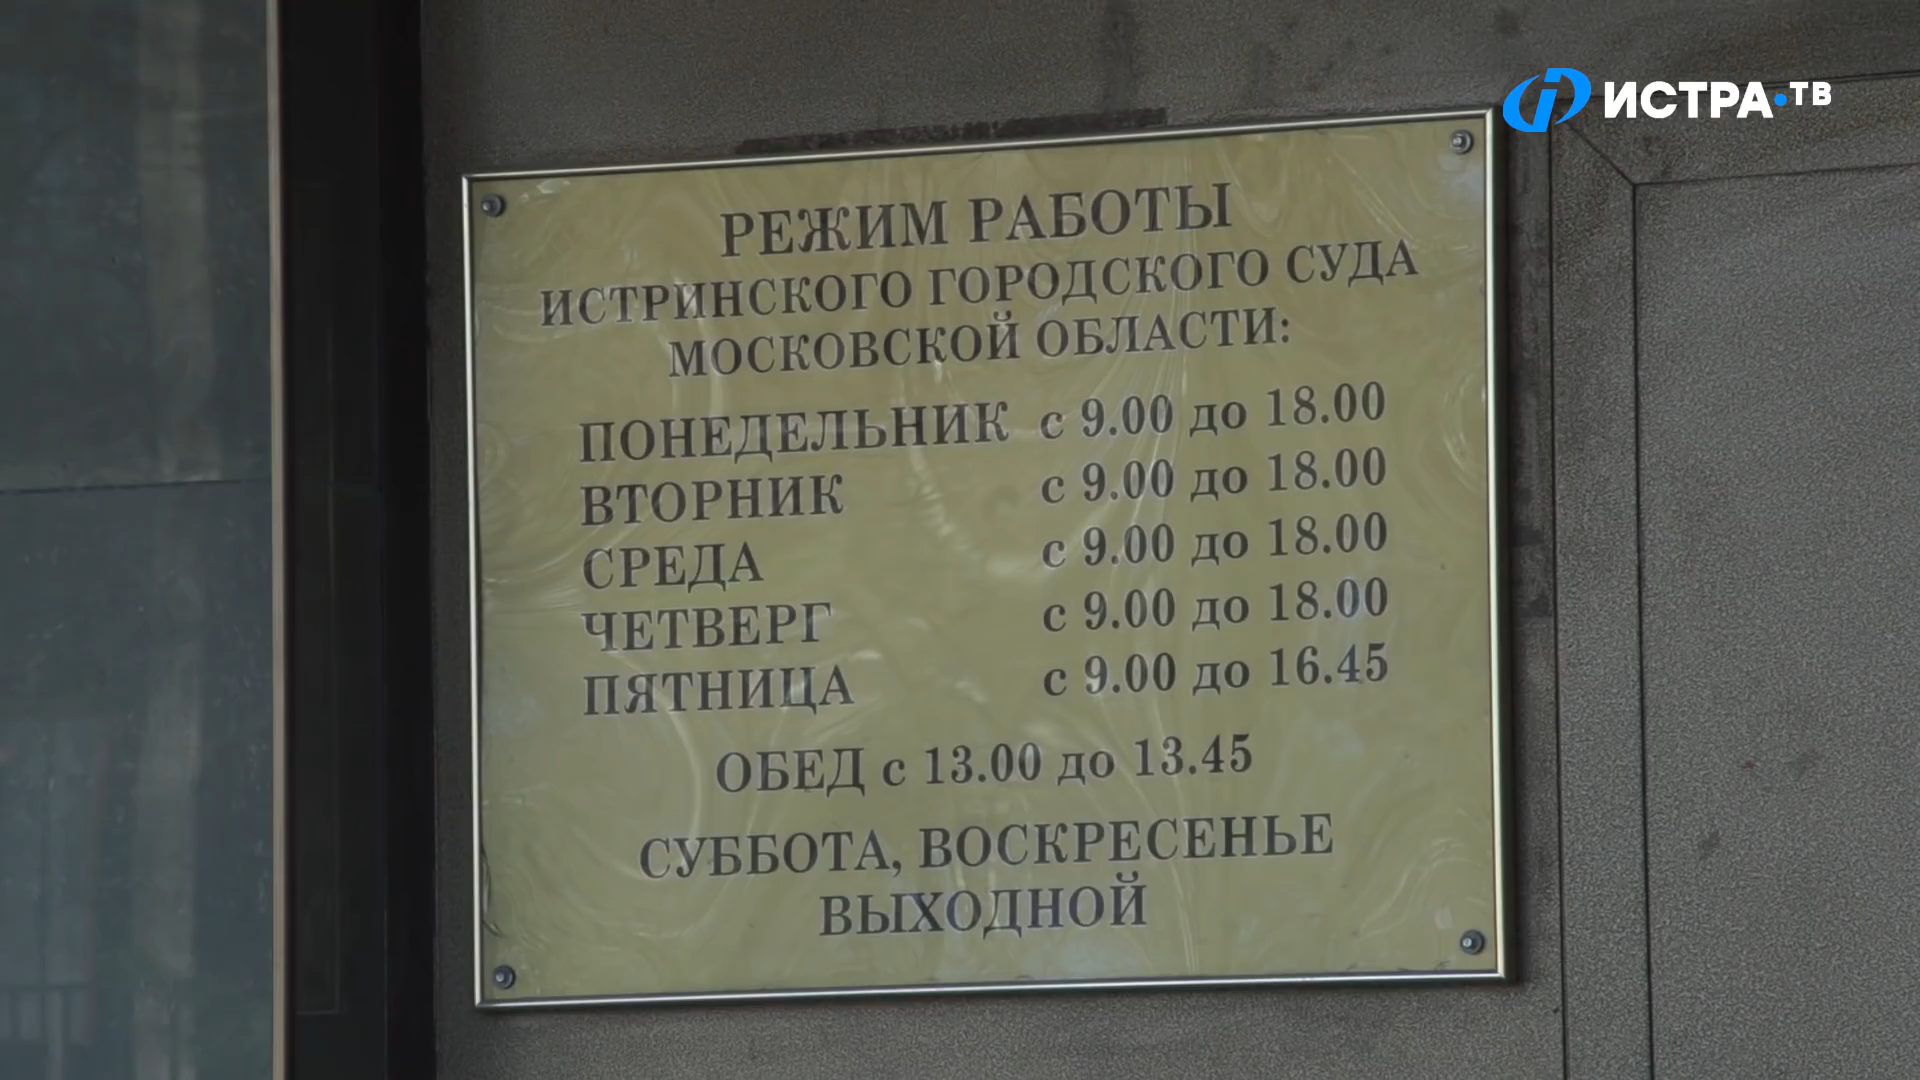 ИСТРА.ТВ
РЕЖИМ РАБОТЫ
ИСТРИНСКОГО ГОРОДСКОГО СУДА
МОСКОВСКОЙ ОБЛАСТИ:
ПОНЕДЕЛЬНИК с 9.00 до 18.00
ВТОРНИК с 9.00 до 18.00
СРЕДА с 9.00 до 18.00
ЧЕТВЕРГ с 9.00 до 18.00
ПЯТНИЦА с 9.00 до 16.45
ОБЕД с 13.00 до 13.45
СУББОТА, ВОСКРЕСЕНЬЕ
ВЫХОДНОЙ